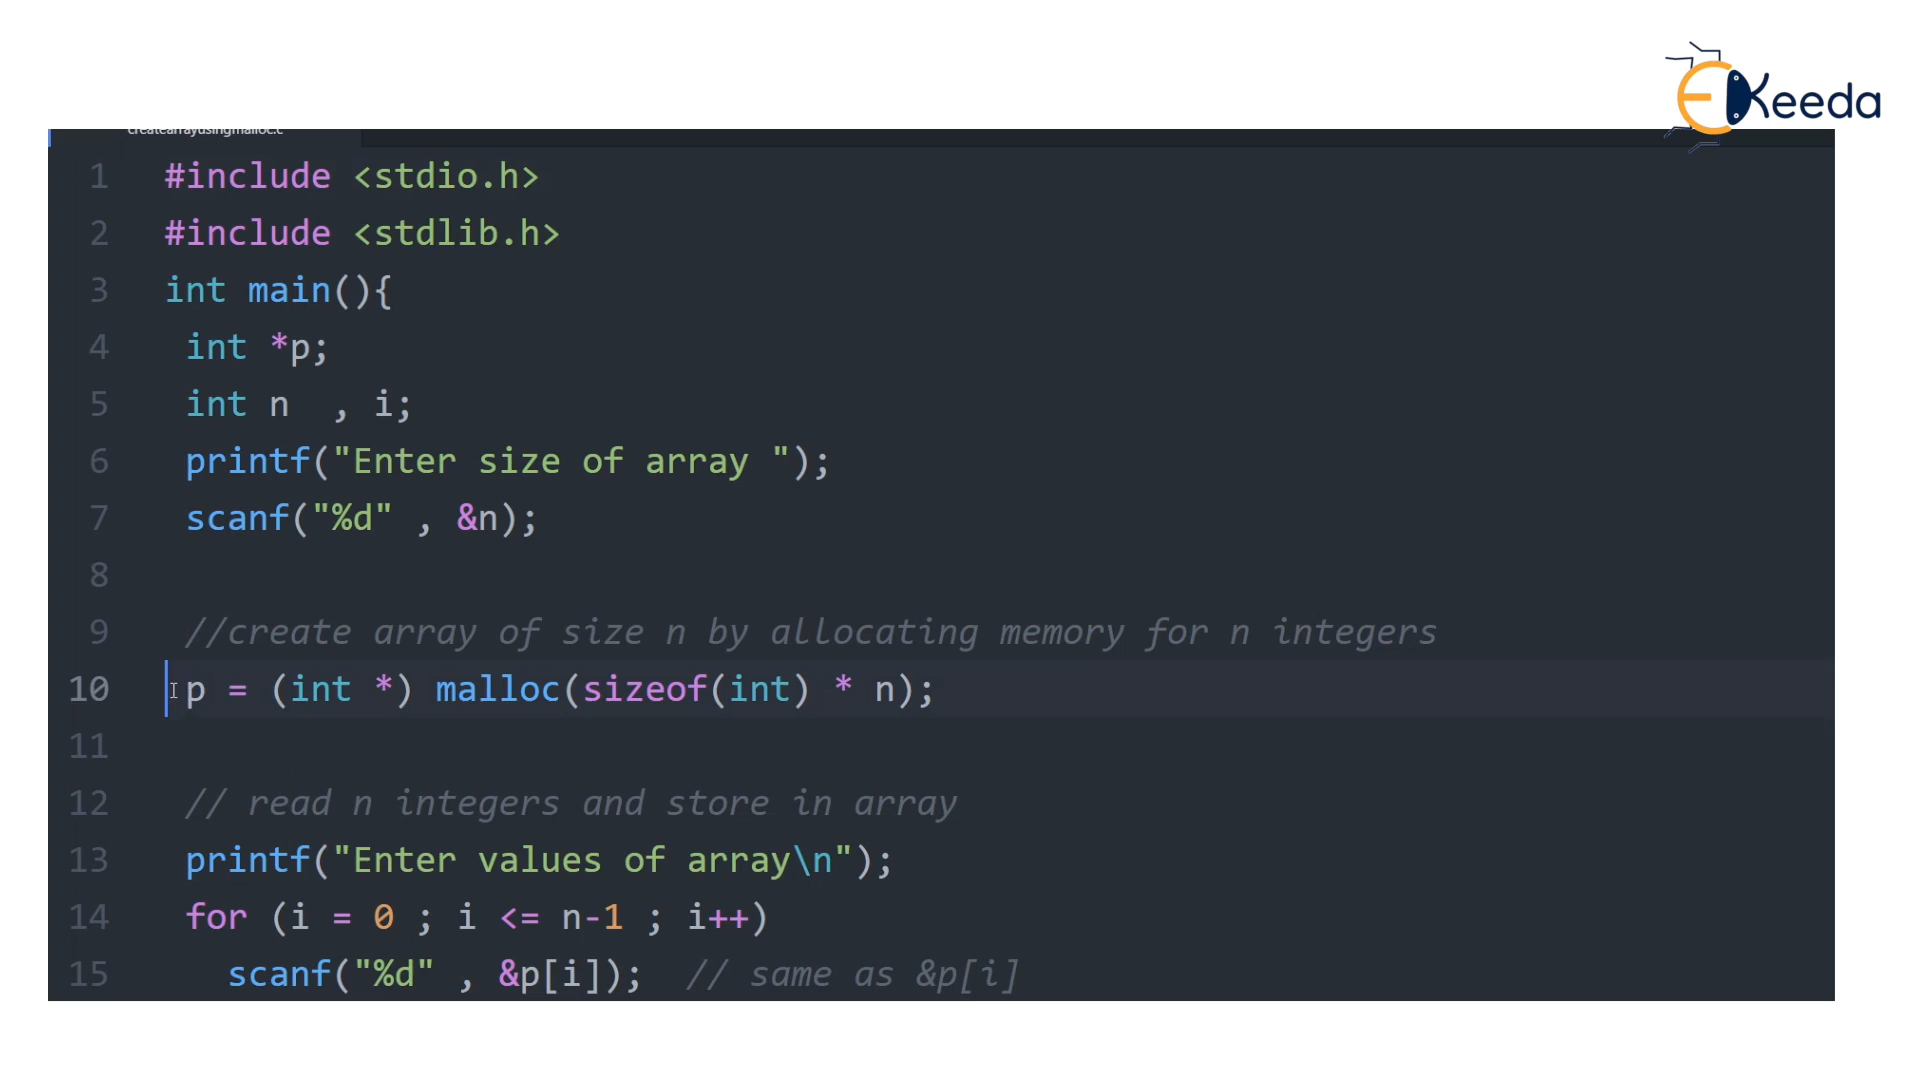 EKeeda
createarrayusingmalloc.c
1 #include <stdio.h>
2 #include <stdlib.h>
3 int main(){
4 int *p;
5 int n  , i;
6 printf("Enter size of array ");
7 scanf("%d" , &n);
8
9 //create array of size n by allocating memory for n integers
10 p = (int *) malloc(sizeof(int) * n);
11
12 // read n integers and store in array
13 printf("Enter values of array\n");
14 for (i = 0 ; i <= n-1 ; i++)
15 scanf("%d" , &p[i]);  // same as &p[i]